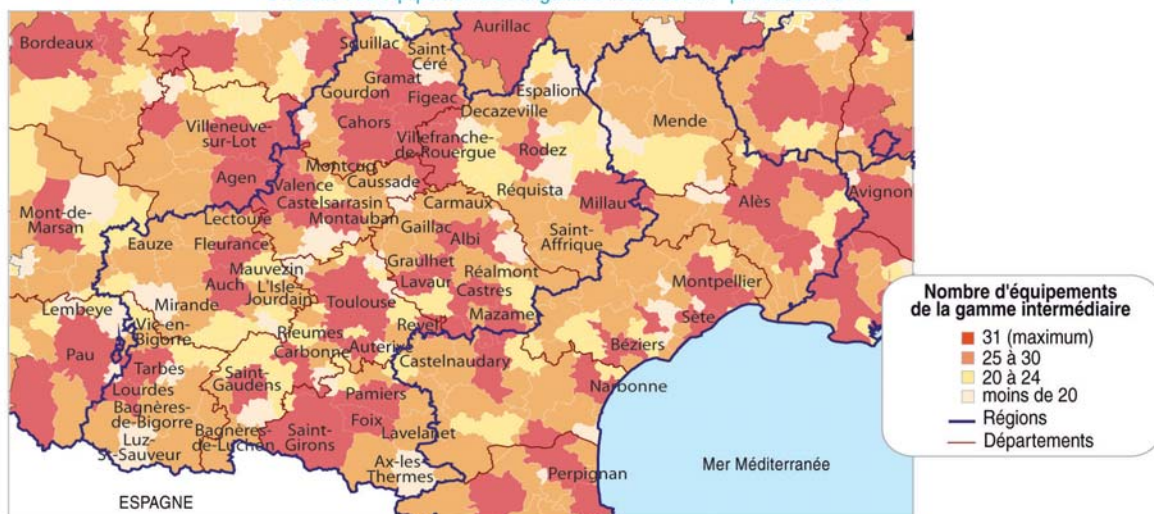 Bordeaux
Aurillac
Souillac
Saint-
Céré
Gramat
Gourdon
Figeac
Espalion
Decazeville
Mende
Cahors
Villeneuve-
sur-Lot
Villefranche-
de-Rouergue
Rodez
Agen
Montcuq
Caussade
Valence
Réquista
Castelsarrasin
Montauban
Carmaux
Millau
Alès
Avignon
Mont-de-
Marsan
Lectoure
Eauze
Fleurance
Gaillac
Albi
Saint-
Affrique
Mauvezin
L'Isle
Jourdain
Auch
Graulhet
Lavaur
Réalmont
Castres
Montpellier
Lembeye
Mirande
Toulouse
Mazamet
Sète
Vic-en-
Bigorre
Rieumes
Revel
Pau
Carbonne
Auterive
Castelnaudary
Béziers
Tarbes
Saint-
Gaudens
Lourdes
Pamiers
Narbonne
Bagnères-
de-Bigorre
Foix
Bagnères-
de-Luchon
Saint-
Girons
Lavelanet
Luz-
St-Sauveur
Ax-les-
Thermes
Perpignan
Mer Méditerranée
ESPAGNE
Nombre d'équipements
de la gamme intermédiaire
31 (maximum)
25 à 30
20 à 24
moins de 20
Régions
Départements